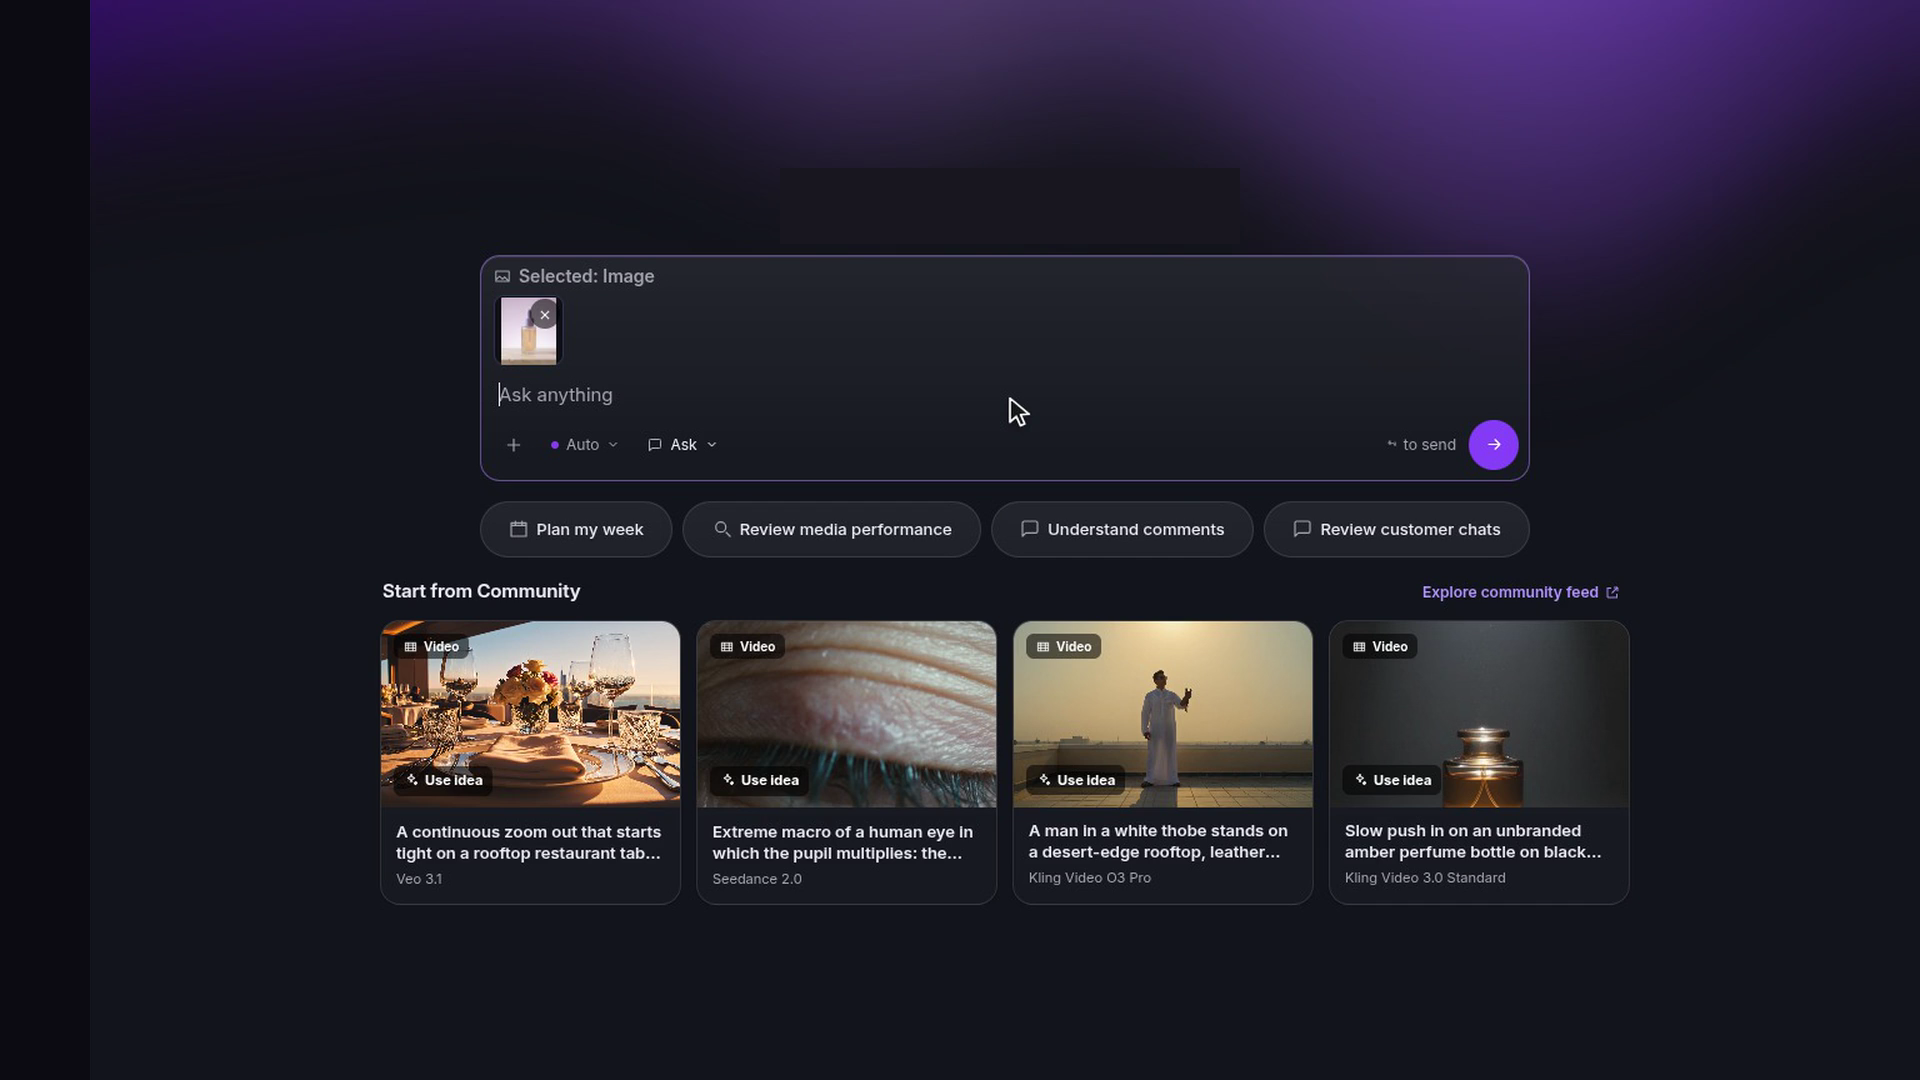 Selected: Image
Ask anything
Auto
Ask
to send
Plan my week
Review media performance
Understand comments
Review customer chats
Start from Community
Explore community feed
Video
Use idea
A continuous zoom out that starts
tight on a rooftop restaurant tab...
Veo 3.1
Video
Use idea
Extreme macro of a human eye in
which the pupil multiplies: the...
Seedance 2.0
Video
Use idea
A man in a white thobe stands on
a desert-edge rooftop, leather...
Kling Video O3 Pro
Video
Use idea
Slow push in on an unbranded
amber perfume bottle on black...
Kling Video 3.0 Standard